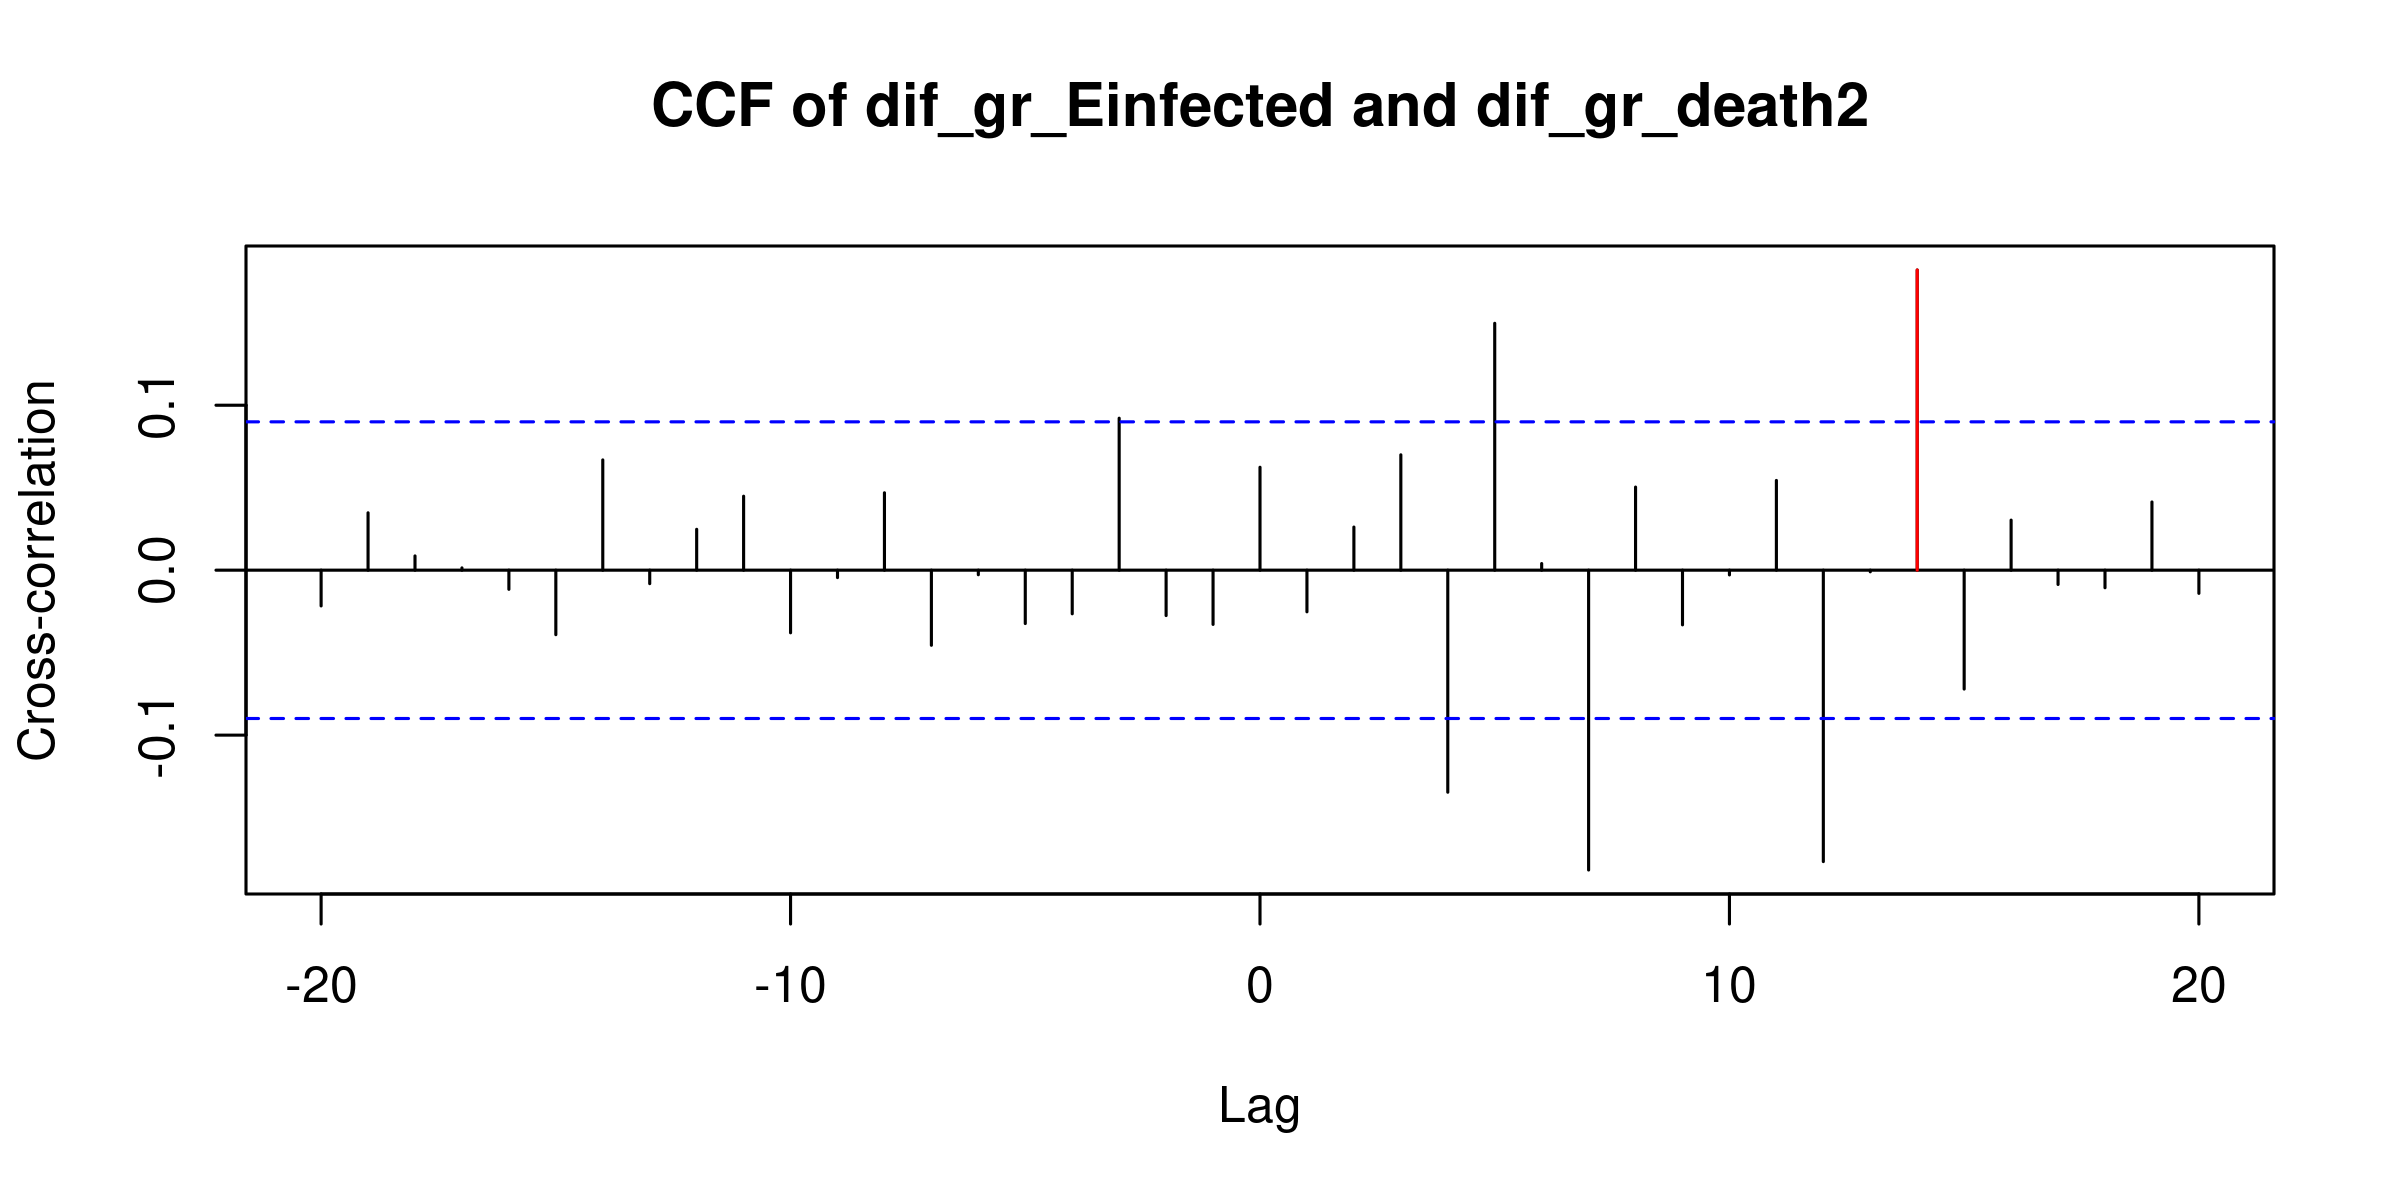 CCF of dif_gr_Einfected and dif_gr_death2
Cross-correlation
0.1
0.0
-0.1
-20 -10 0 10 20
Lag